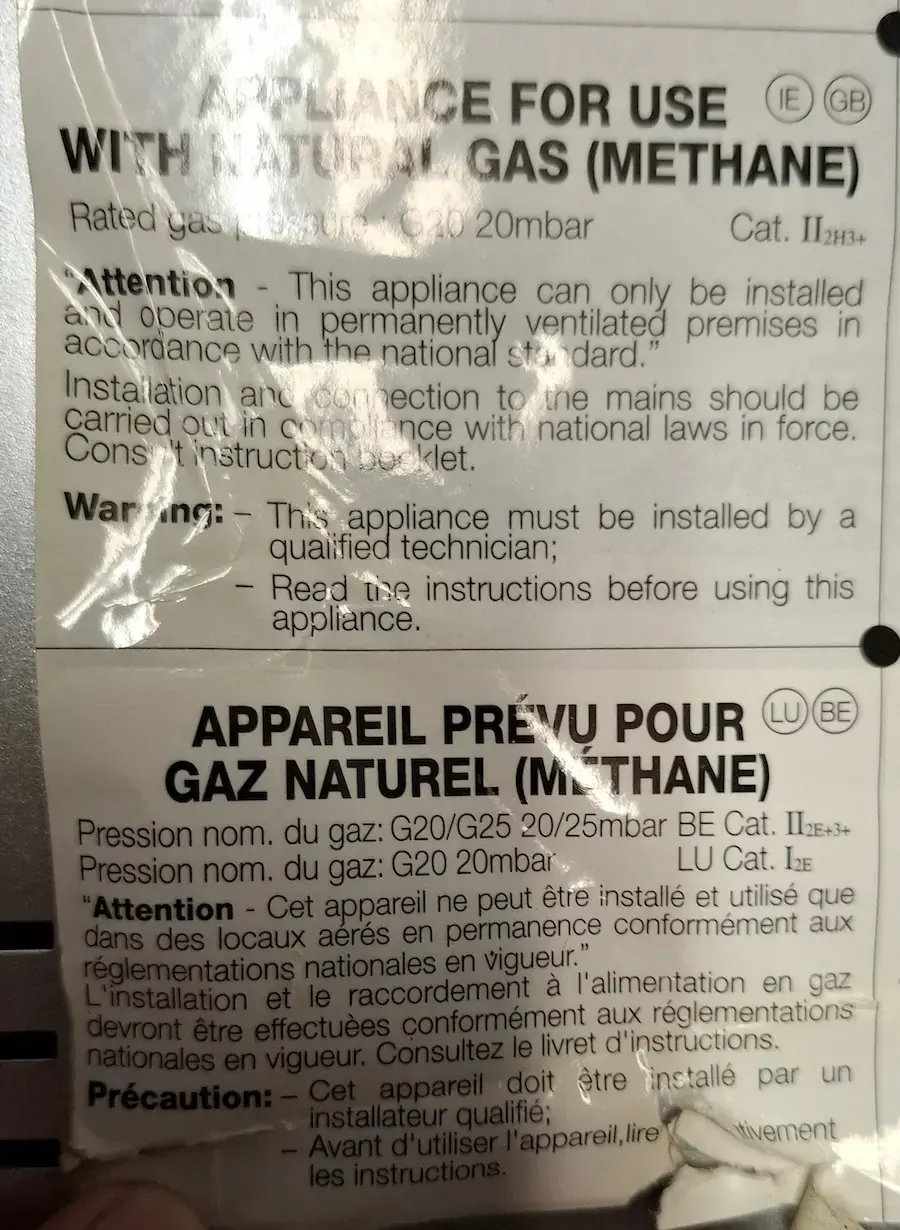 APPLIANCE FOR USE IE GB
WITH NATURAL GAS (METHANE)
Rated gas pressure : G20 20mbar Cat. II2H3+
“Attention - This appliance can only be installed
and operate in permanently ventilated premises in
accordance with the national standard.”
Installation and connection to the mains should be
carried out in compliance with national laws in force.
Consult instruction booklet.
Warning: – This appliance must be installed by a
qualified technician;
– Read the instructions before using this
appliance.
APPAREIL PRÉVU POUR LU BE
GAZ NATUREL (MÉTHANE)
Pression nom. du gaz: G20/G25 20/25mbar BE Cat. II2E+3+
Pression nom. du gaz: G20 20mbar LU Cat. I2E
“Attention - Cet appareil ne peut être installé et utilisé que
dans des locaux aérés en permanence conformément aux
réglementations nationales en vigueur.”
L'installation et le raccordement à l'alimentation en gaz
devront être effectuèes conformément aux réglementations
nationales en vigueur. Consultez le livret d'instructions.
Précaution: – Cet appareil doit être installé par un
installateur qualifié;
– Avant d'utiliser l'appareil, lire
les instructions.